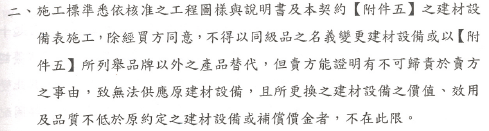 二、施工標準悉依核准之工程圖樣與說明書及本契約【附件五】之建材設
備表施工，除經買方同意，不得以同級品之名義變更建材設備或以【附
件五】所列舉品牌以外之產品替代，但賣方能證明有不可歸責於賣方
之事由，致無法供應原建材設備，且所更換之建材設備之價值、效用
及品質不低於原約定之建材設備或補償價金者，不在此限。